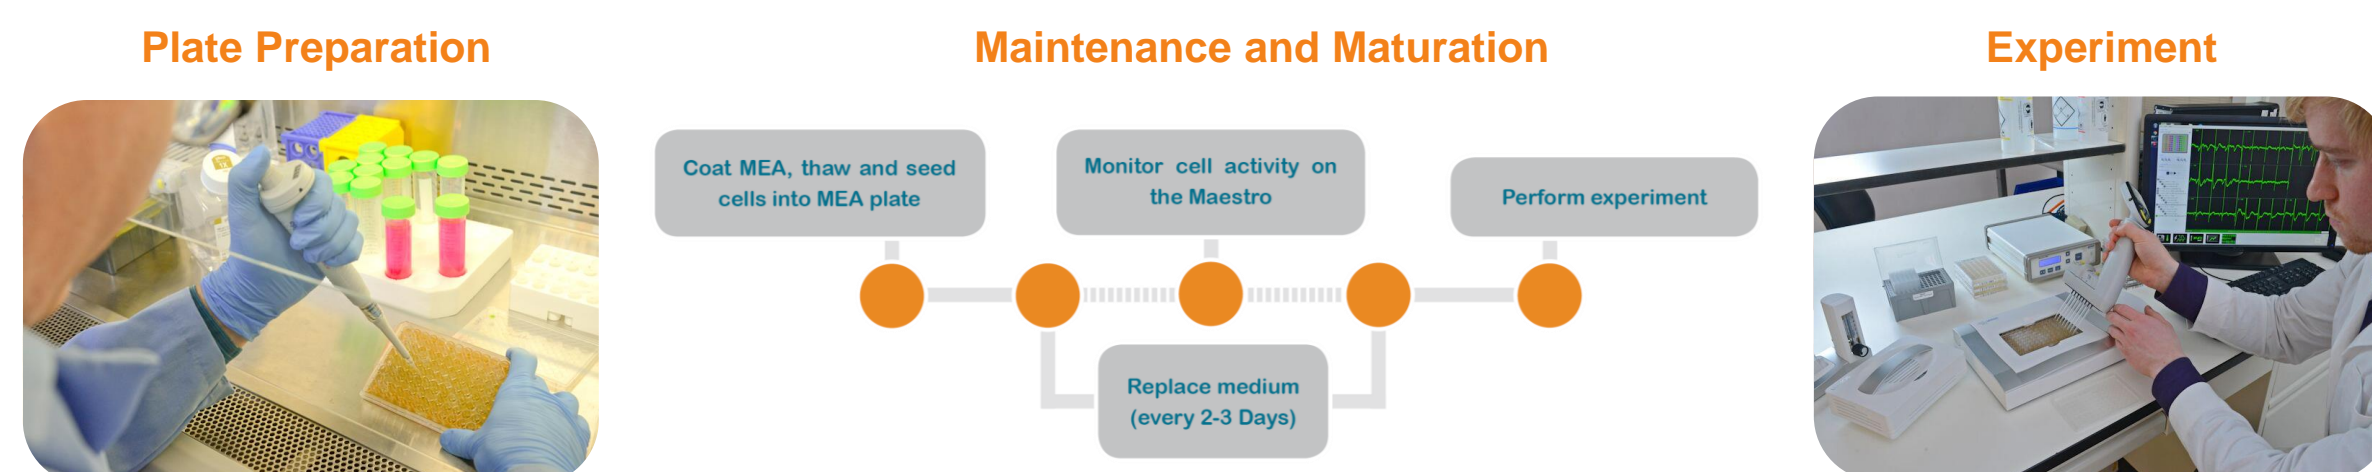 Plate Preparation
Maintenance and Maturation
Experiment
Coat MEA, thaw and seed
cells into MEA plate
Monitor cell activity on
the Maestro
Perform experiment
Replace medium
(every 2-3 Days)